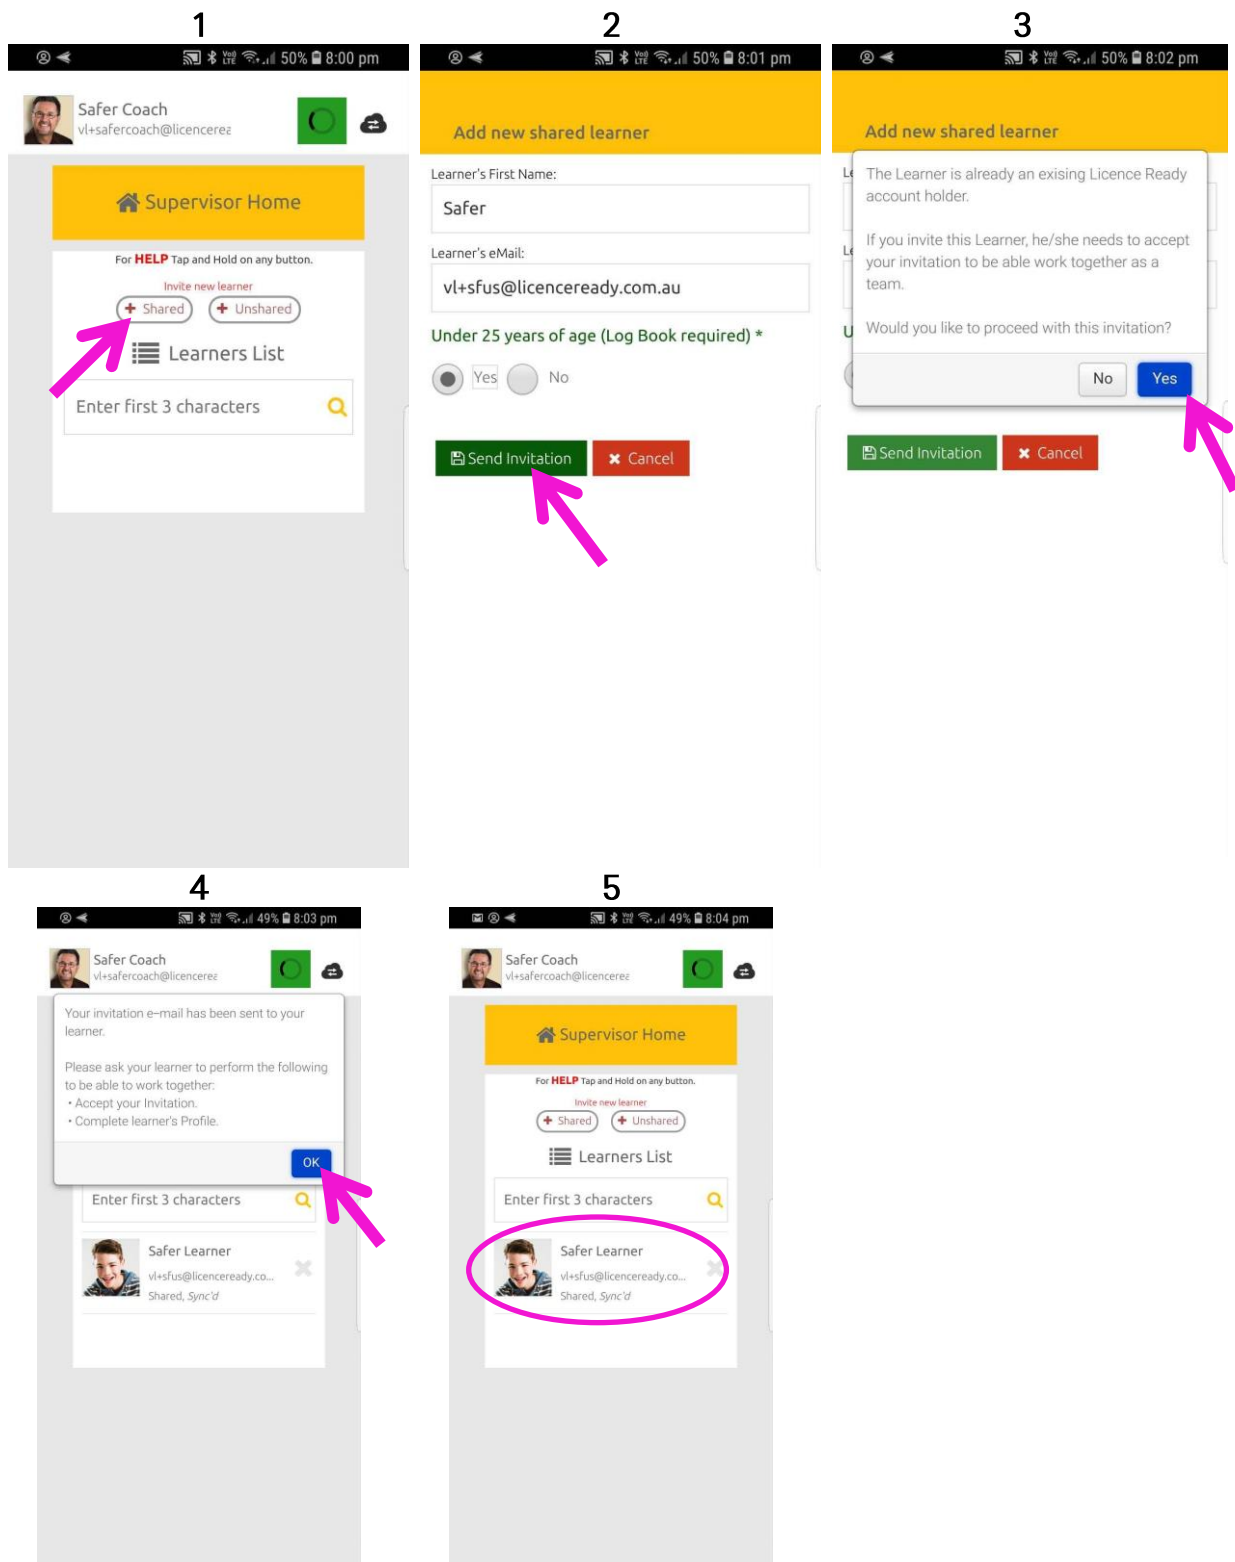 1
50% 8:00 pm
Safer Coach
vl+safercoach@licencerea
Supervisor Home
For HELP Tap and Hold on any button.
Invite new learner
+ Shared + Unshared
Learners List
Enter first 3 characters
2
50% 8:01 pm
Add new shared learner
Learner's First Name:
Safer
Learner's eMail:
vl+sfus@licenceready.com.au
Under 25 years of age (Log Book required) *
Yes No
Send Invitation Cancel
3
50% 8:02 pm
Add new shared learner
The Learner is already an exising Licence Ready
account holder.
If you invite this Learner, he/she needs to accept
your invitation to be able work together as a
team.
Would you like to proceed with this invitation?
No Yes
Send Invitation Cancel
4
49% 8:03 pm
Safer Coach
vl+safercoach@licencerea
Your invitation e-mail has been sent to your
learner.
Please ask your learner to perform the following
to be able to work together:
• Accept your Invitation.
• Complete learner's Profile.
OK
Enter first 3 characters
Safer Learner
vl+sfus@licenceready.co...
Shared, Sync'd
5
49% 8:04 pm
Safer Coach
vl+safercoach@licencerea
Supervisor Home
For HELP Tap and Hold on any button.
Invite new learner
+ Shared + Unshared
Learners List
Enter first 3 characters
Safer Learner
vl+sfus@licenceready.co...
Shared, Sync'd